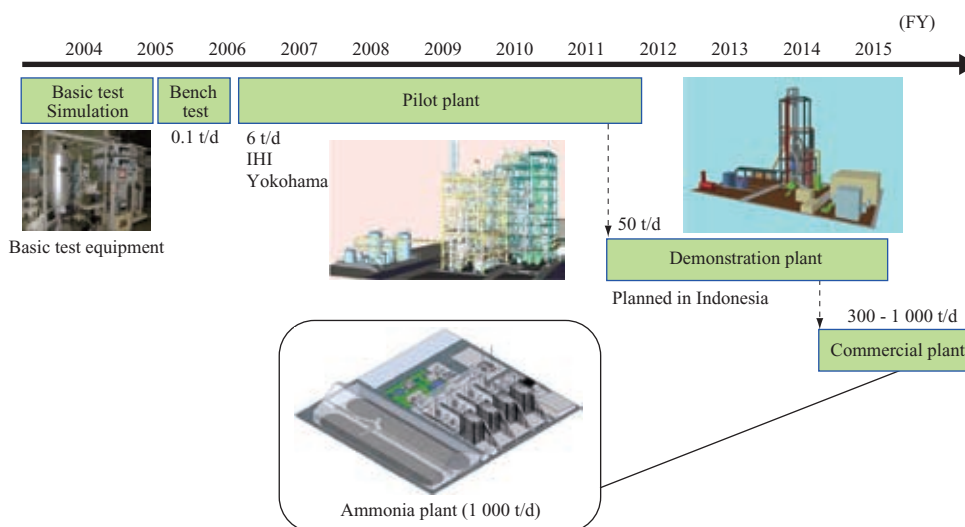 (FY)
2004 2005 2006 2007 2008 2009 2010 2011 2012 2013 2014 2015
Basic test
Simulation
Bench
test
Pilot plant
0.1 t/d
6 t/d
IHI
Yokohama
Basic test equipment
50 t/d
Demonstration plant
Planned in Indonesia
300 - 1 000 t/d
Commercial plant
Ammonia plant (1 000 t/d)